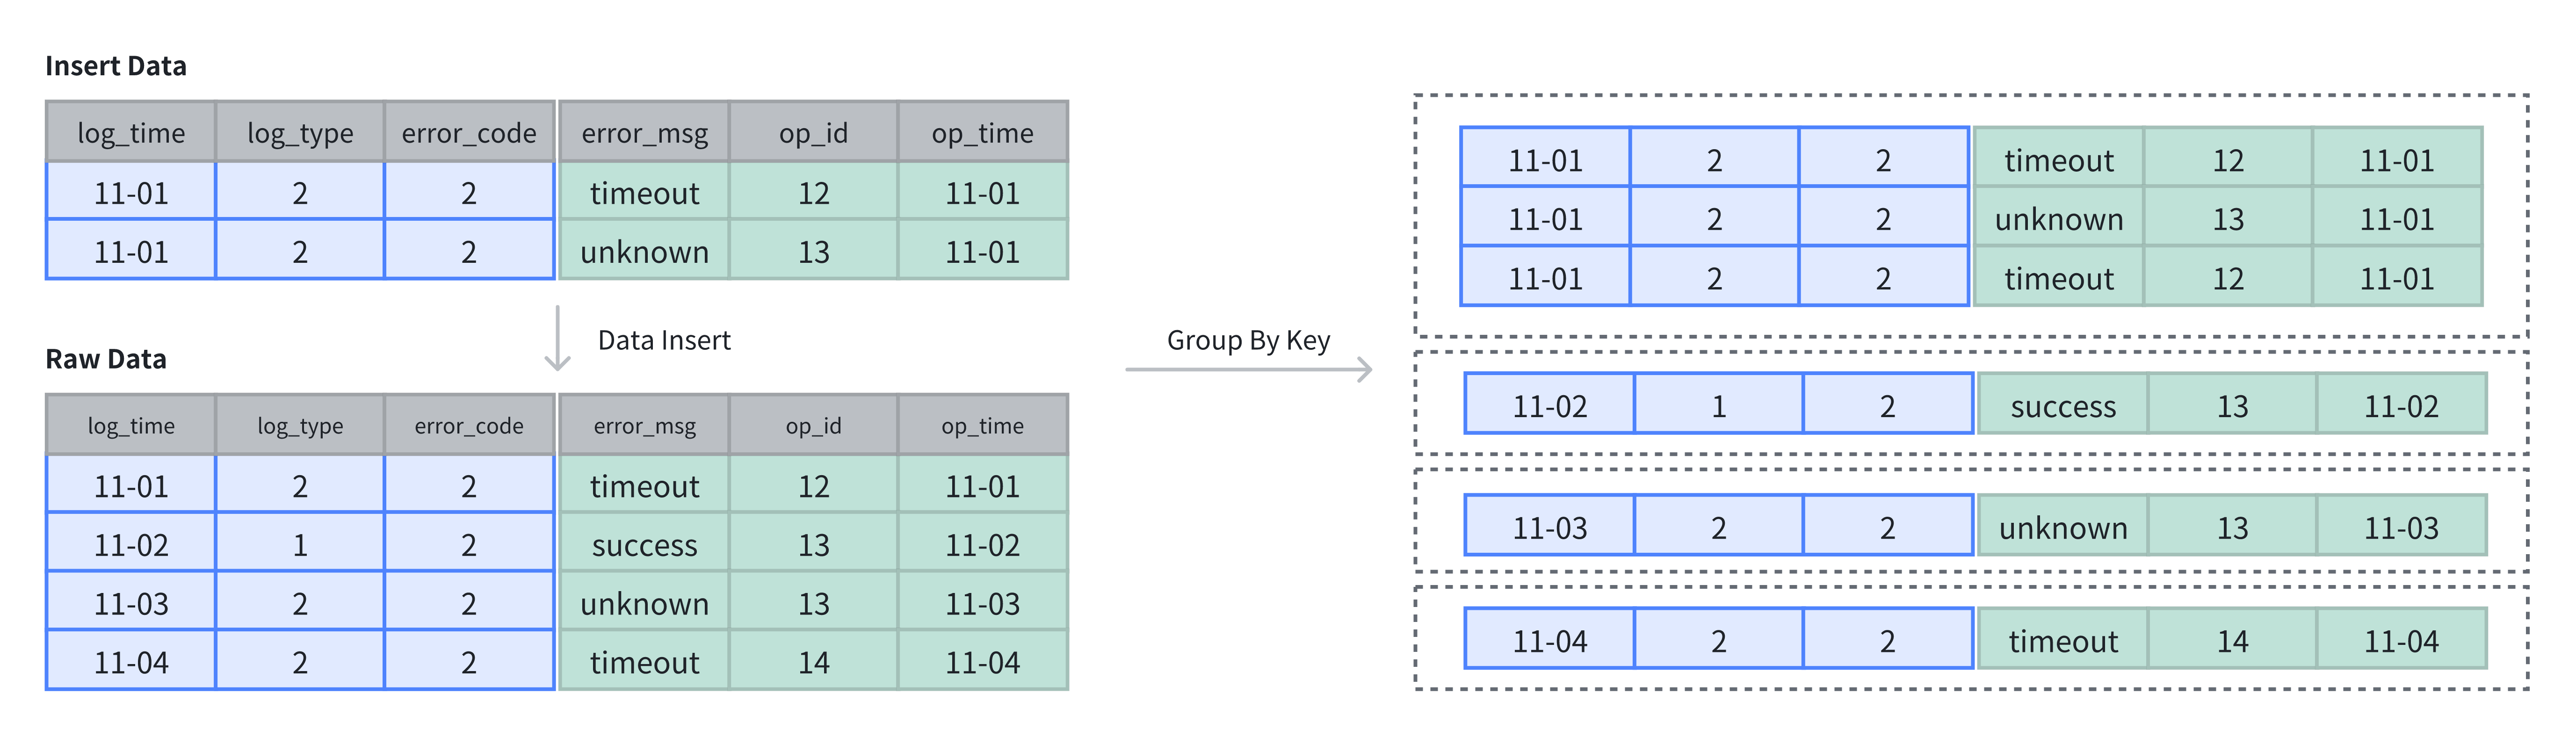 Insert Data
log_time log_type error_code error_msg op_id op_time
11-01 2 2 timeout 12 11-01
11-01 2 2 unknown 13 11-01
Data Insert
Raw Data
log_time log_type error_code error_msg op_id op_time
11-01 2 2 timeout 12 11-01
11-02 1 2 success 13 11-02
11-03 2 2 unknown 13 11-03
11-04 2 2 timeout 14 11-04
Group By Key
11-01 2 2 timeout 12 11-01
11-01 2 2 unknown 13 11-01
11-01 2 2 timeout 12 11-01
11-02 1 2 success 13 11-02
11-03 2 2 unknown 13 11-03
11-04 2 2 timeout 14 11-04